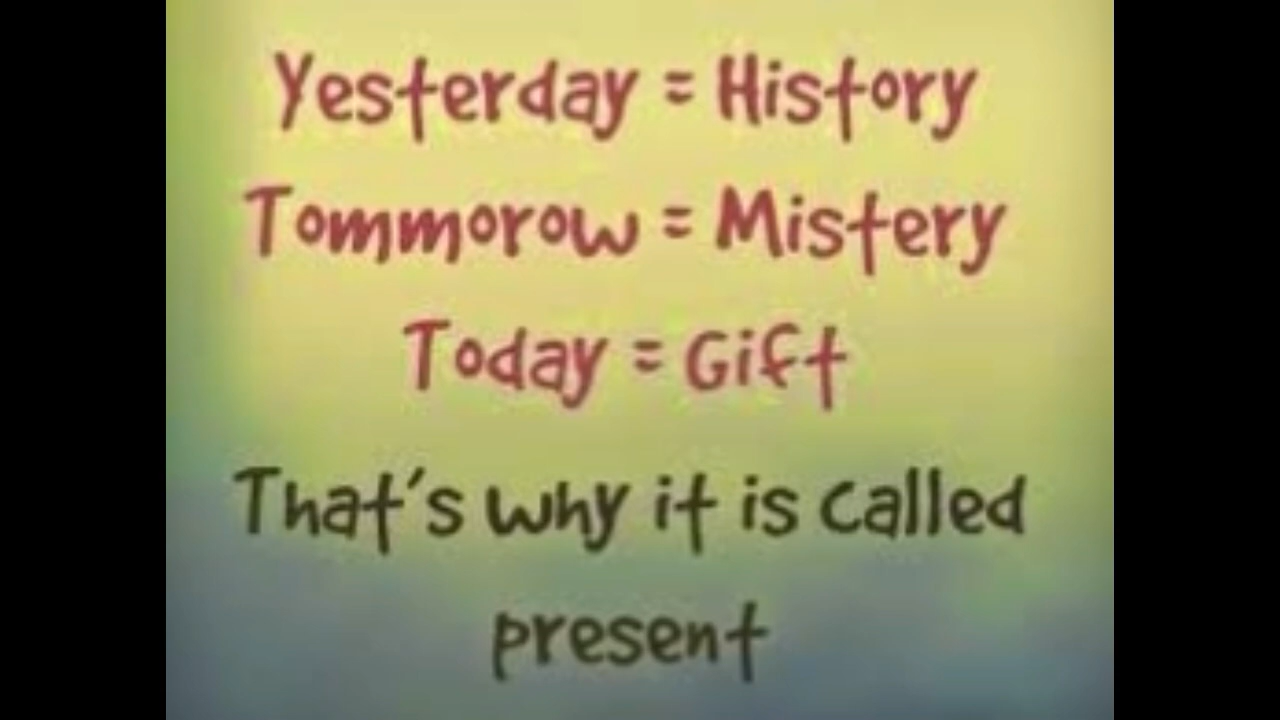 Yesterday = History
Tommorow = Mistery
Today = Gift
That's why it is called
present